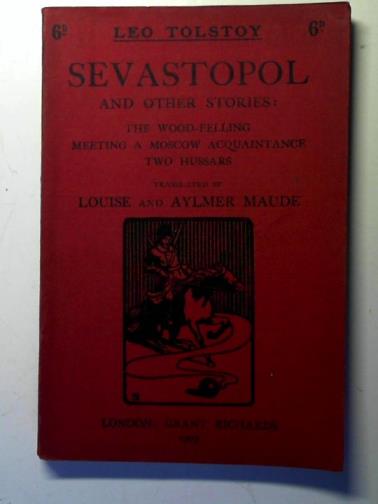 6D LEO TOLSTOY 6D
SEVASTOPOL
AND OTHER STORIES:
THE WOOD-FELLING
MEETING A MOSCOW ACQUAINTANCE
TWO HUSSARS
TRANSLATED BY
LOUISE AND AYLMER MAUDE
LONDON: GRANT RICHARDS